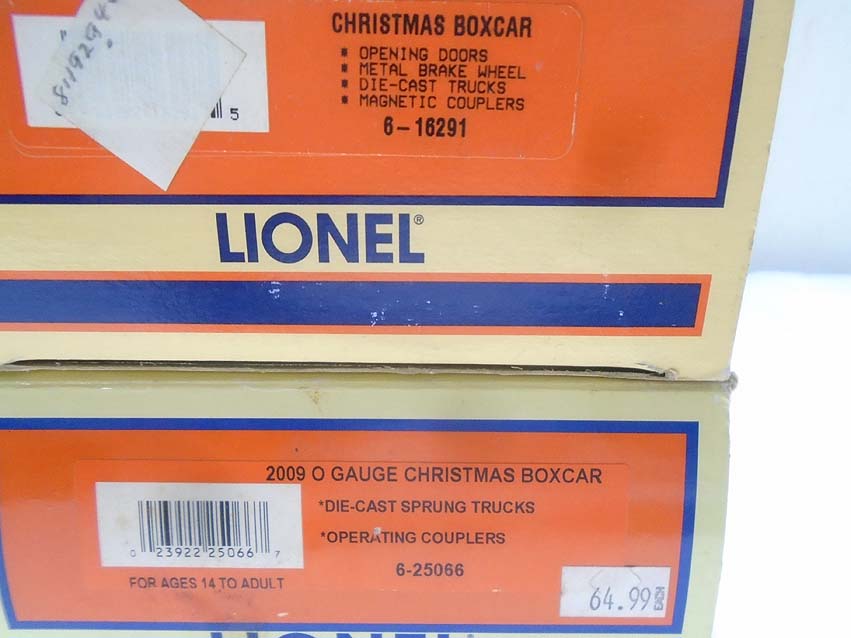 CHRISTMAS BOXCAR
OPENING DOORS
METAL BRAKE WHEEL
DIE-CAST TRUCKS
MAGNETIC COUPLERS
6-16291
5
LIONEL®
2009 O GAUGE CHRISTMAS BOXCAR
*DIE-CAST SPRUNG TRUCKS
*OPERATING COUPLERS
0 23922 25066 7
6-25066
FOR AGES 14 TO ADULT
64.99 EACH
LIONEL